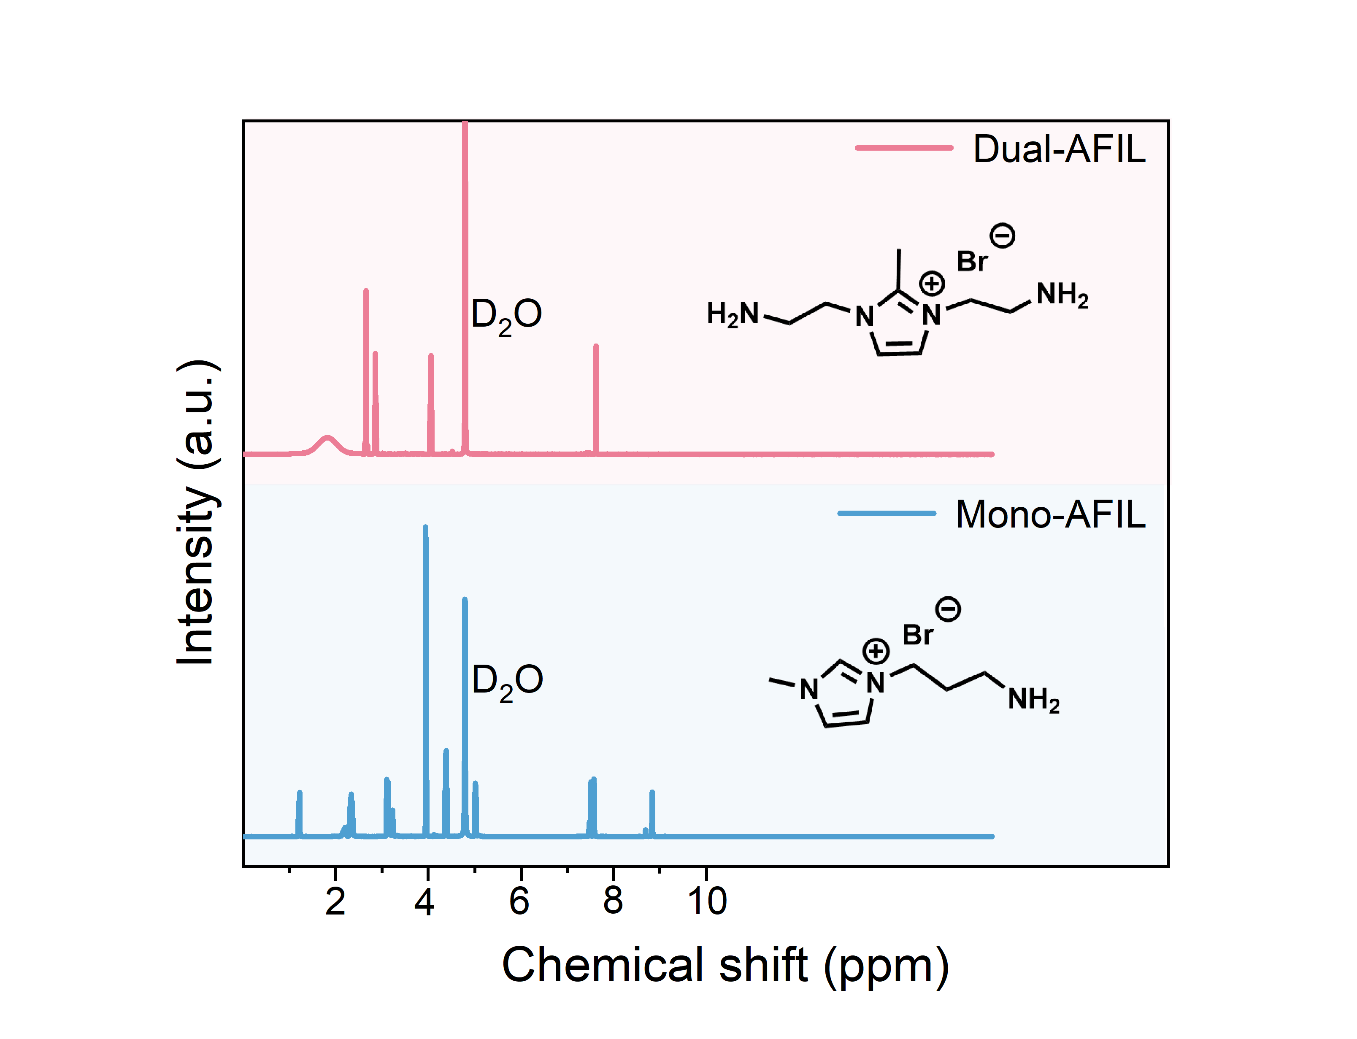 Dual-AFIL
Br⊖
H₂N N ⊕ N NH₂
D₂O
Mono-AFIL
Br⊖
N ⊕ N NH₂
D₂O
Intensity (a.u.)
2 4 6 8 10
Chemical shift (ppm)